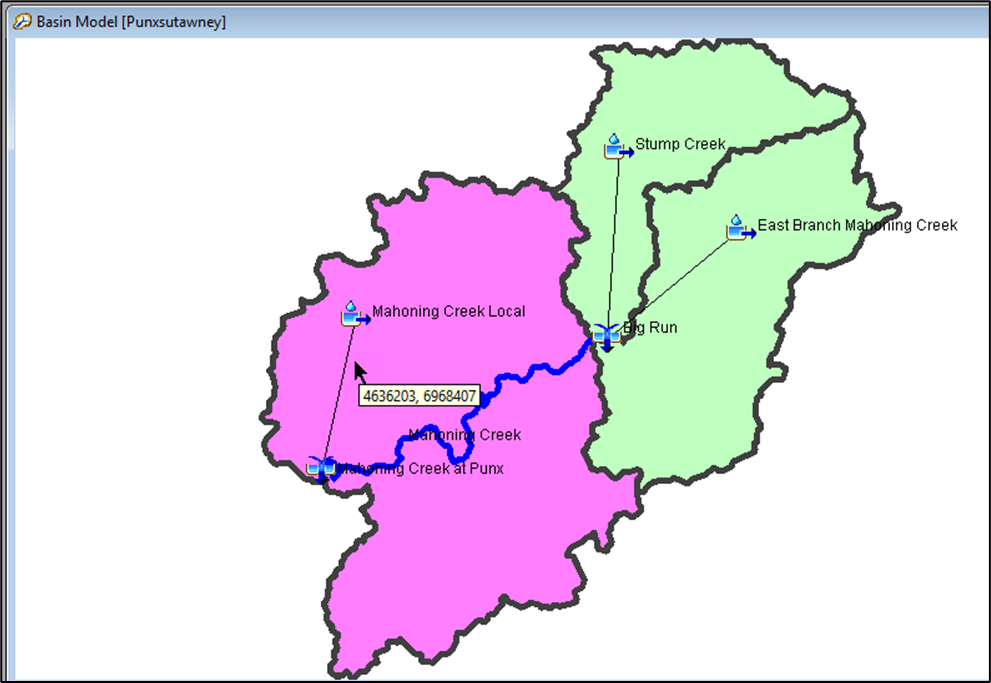 Basin Model [Punxsutawney]
Stump Creek
East Branch Mahoning Creek
Mahoning Creek Local
Big Run
4636203, 6968407
Mahoning Creek
Mahoning Creek at Punx